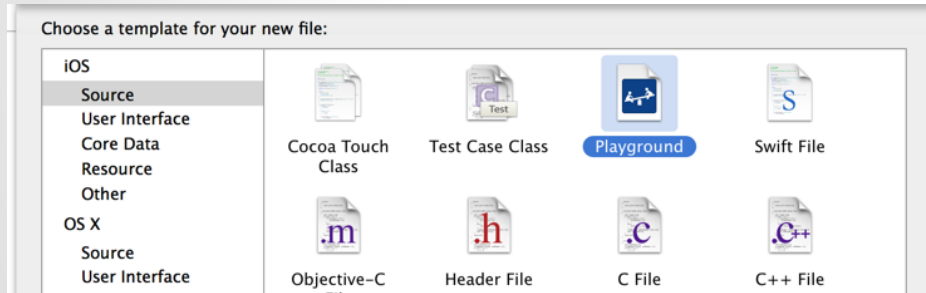 Choose a template for your new file:
iOS
Source
User Interface
Core Data
Resource
Other
OS X
Source
User Interface
C
Test
S
Cocoa Touch
Class
Test Case Class
Playground
Swift File
.m
.h
.c
.C++
Objective-C
Header File
C File
C++ File